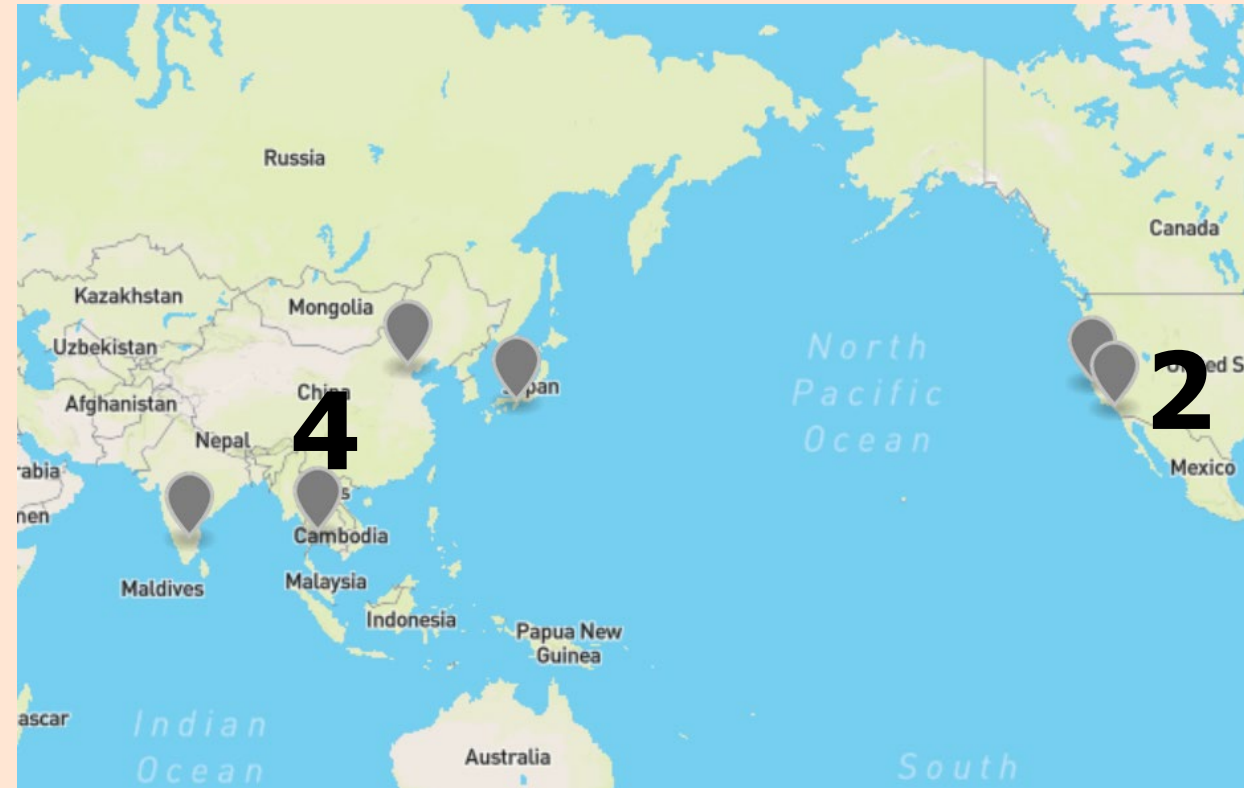 Russia
Canada
Kazakhstan
Mongolia
Uzbekistan
North
Pacific
Ocean
China
Afghanistan
4
2
Nepal
Mexico
Cambodia
Maldives
Malaysia
Indonesia
Papua New
Guinea
Indian
Ocean
Australia
South